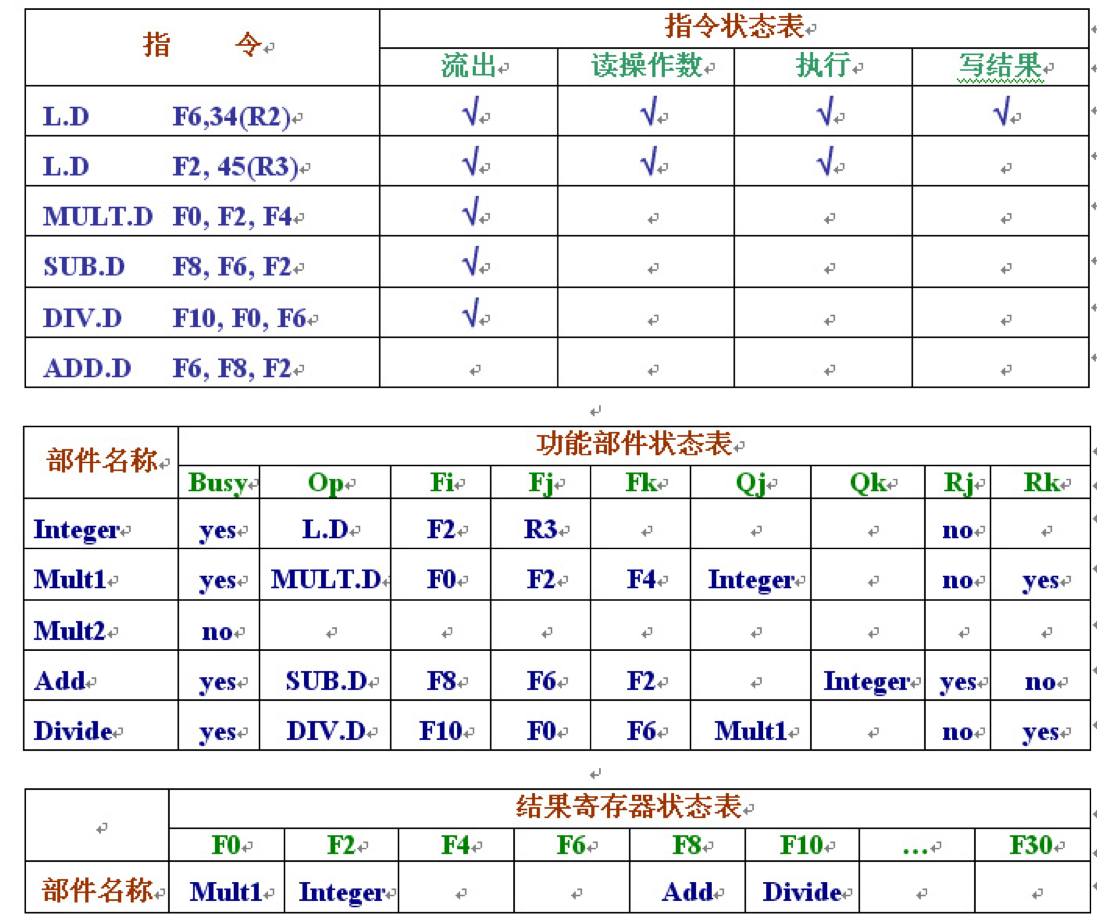 指 令 指令状态表
流出 读操作数 执行 写结果
L.D F6,34(R2) √ √ √ √
L.D F2, 45(R3) √ √ √
MULT.D F0, F2, F4 √
SUB.D F8, F6, F2 √
DIV.D F10, F0, F6 √
ADD.D F6, F8, F2
部件名称 功能部件状态表
Busy Op Fi Fj Fk Qj Qk Rj Rk
Integer yes L.D F2 R3 no
Mult1 yes MULT.D F0 F2 F4 Integer no yes
Mult2 no
Add yes SUB.D F8 F6 F2 Integer yes no
Divide yes DIV.D F10 F0 F6 Mult1 no yes
结果寄存器状态表
F0 F2 F4 F6 F8 F10 … F30
部件名称 Mult1 Integer Add Divide